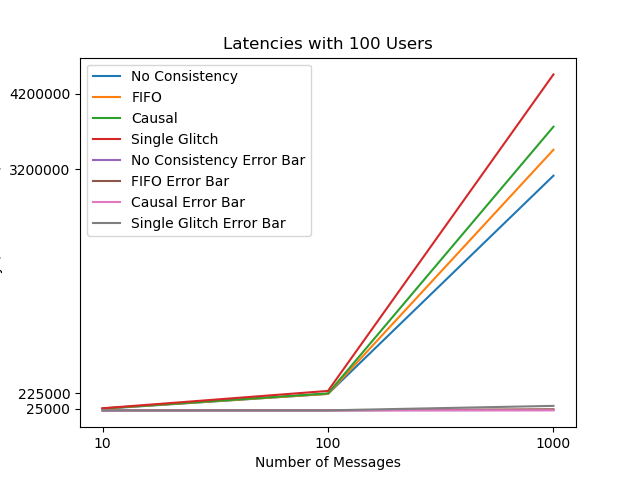 Latencies with 100 Users
No Consistency
FIFO
Causal
Single Glitch
No Consistency Error Bar
FIFO Error Bar
Causal Error Bar
Single Glitch Error Bar
4200000
3200000
225000
25000
10 100 1000
Number of Messages